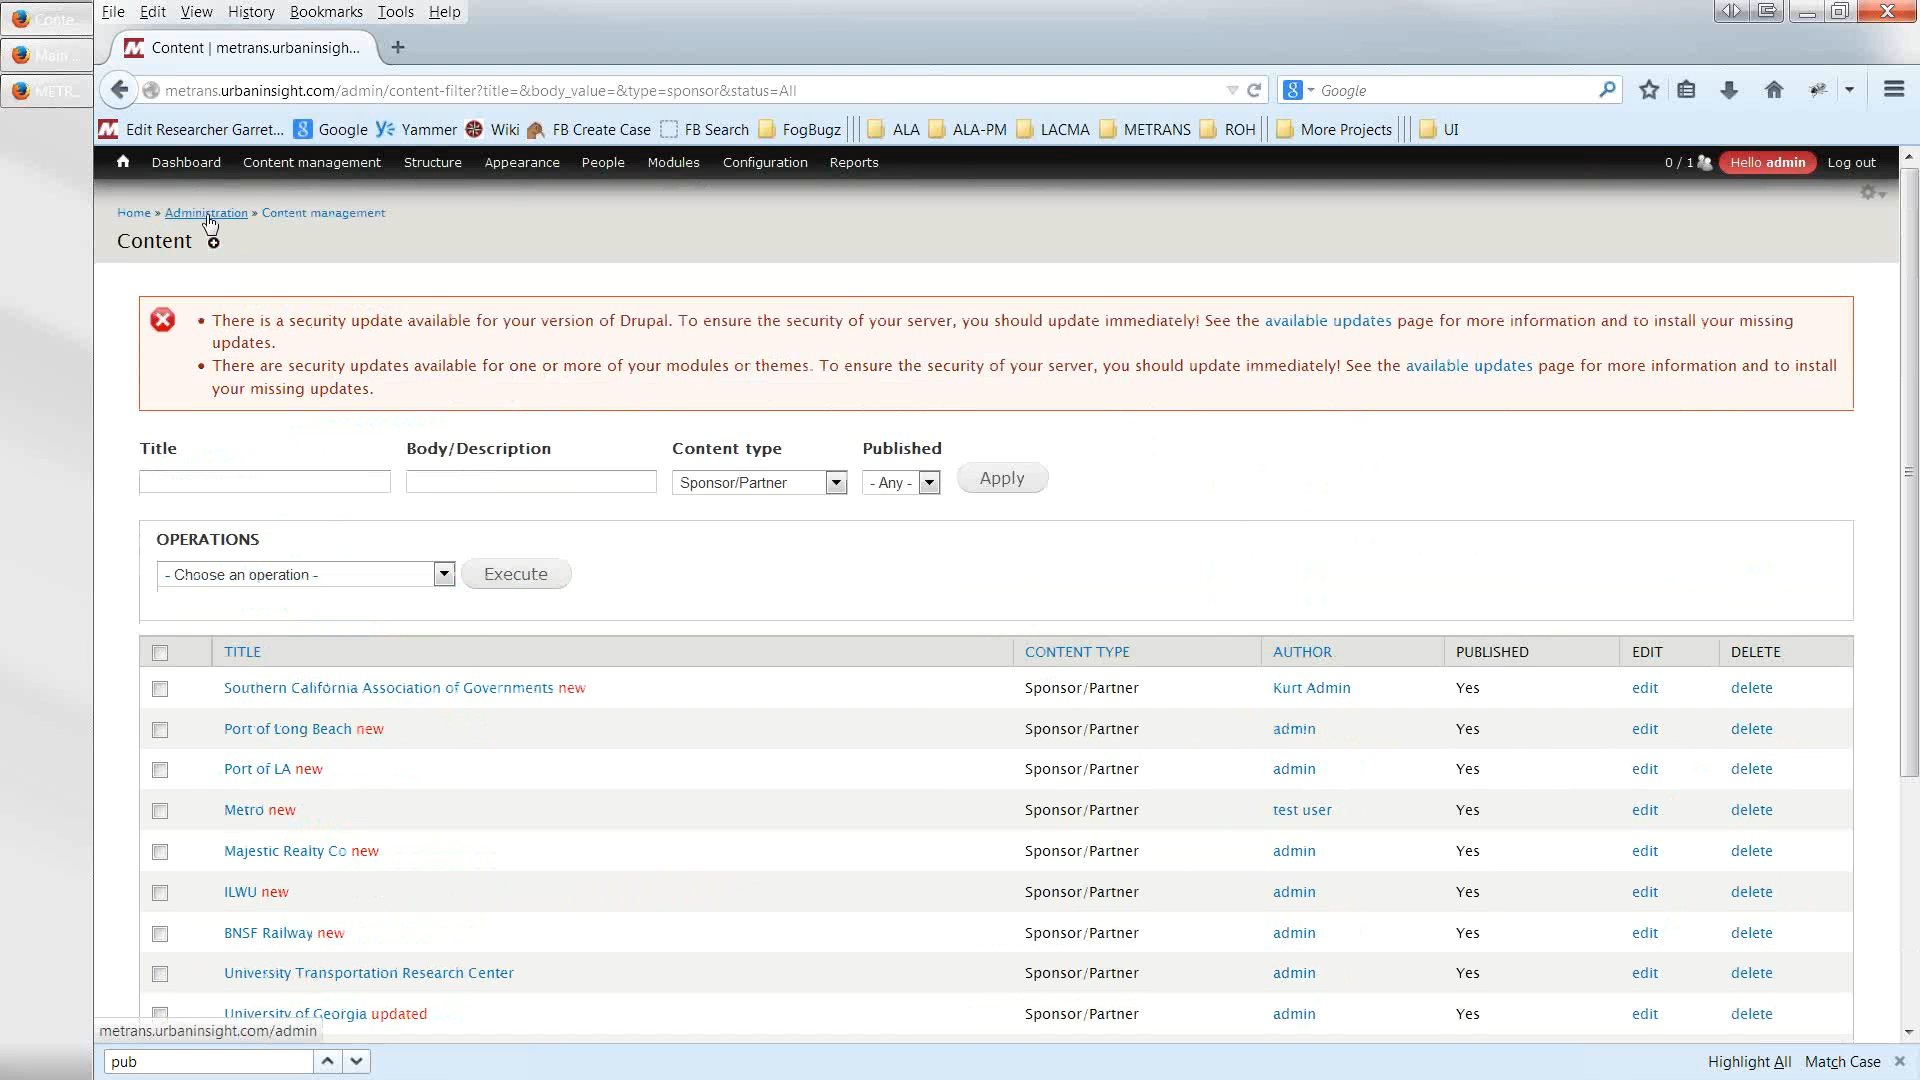 Conte...
Main ...
METR...
File Edit View History Bookmarks Tools Help
Content | metrans.urbaninsigh...
metrans.urbaninsight.com/admin/content-filter?title=&body_value=&type=sponsor&status=All
Google
Edit Researcher Garret... Google Yammer Wiki FB Create Case FB Search FogBugz ALA ALA-PM LACMA METRANS ROH More Projects UI
Dashboard Content management Structure Appearance People Modules Configuration Reports 0 / 1 Hello admin Log out
Home » Administration » Content management
Content
There is a security update available for your version of Drupal. To ensure the security of your server, you should update immediately! See the available updates page for more information and to install your missing
updates.
There are security updates available for one or more of your modules or themes. To ensure the security of your server, you should update immediately! See the available updates page for more information and to install
your missing updates.
Title Body/Description Content type Published
Sponsor/Partner - Any - Apply
OPERATIONS
- Choose an operation - Execute
TITLE CONTENT TYPE AUTHOR PUBLISHED EDIT DELETE
Southern California Association of Governments new Sponsor/Partner Kurt Admin Yes edit delete
Port of Long Beach new Sponsor/Partner admin Yes edit delete
Port of LA new Sponsor/Partner admin Yes edit delete
Metro new Sponsor/Partner test user Yes edit delete
Majestic Realty Co new Sponsor/Partner admin Yes edit delete
ILWU new Sponsor/Partner admin Yes edit delete
BNSF Railway new Sponsor/Partner admin Yes edit delete
University Transportation Research Center Sponsor/Partner admin Yes edit delete
University of Georgia updated Sponsor/Partner admin Yes edit delete
metrans.urbaninsight.com/admin
pub Highlight All Match Case